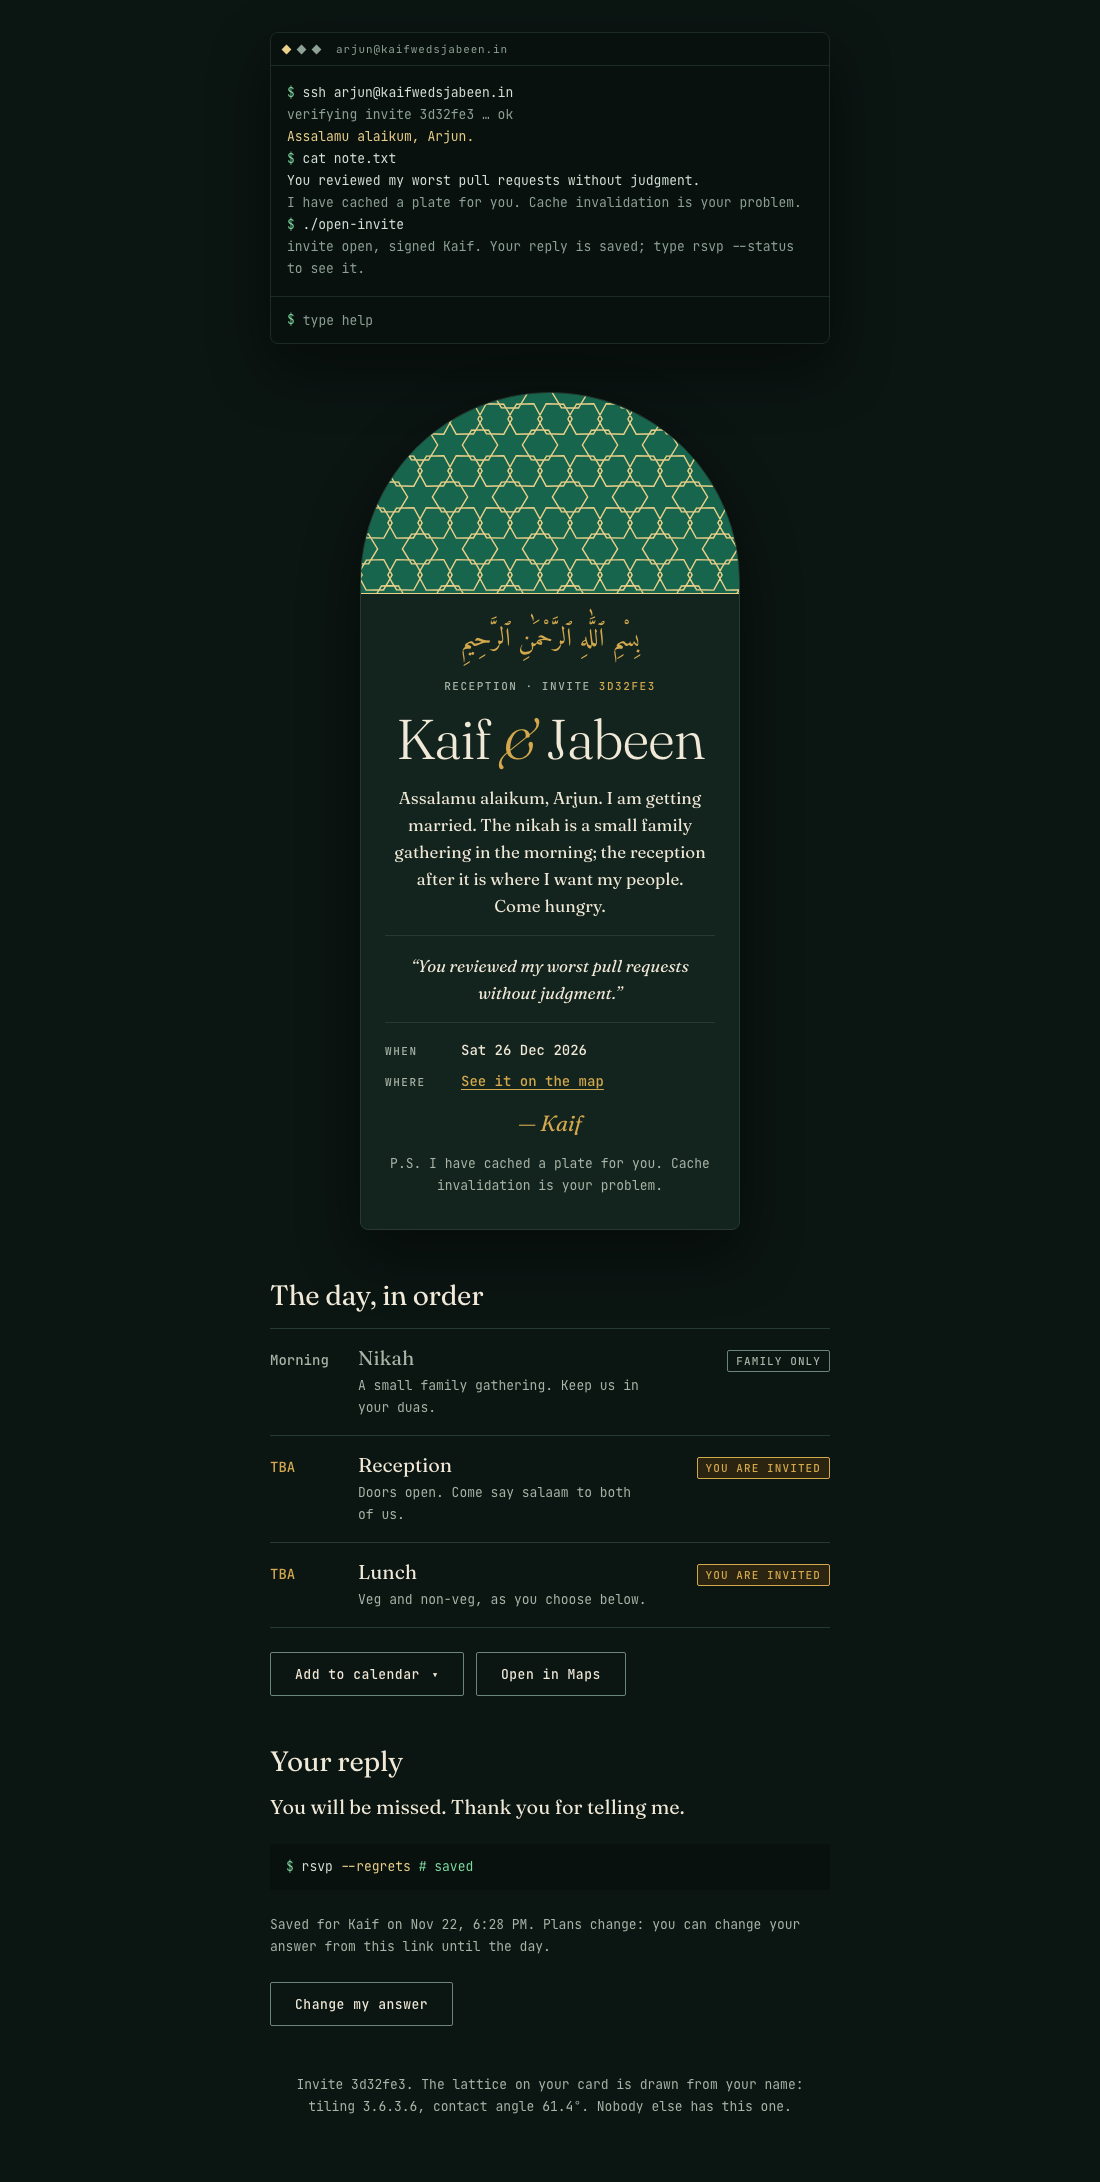 arjun@kaifwedsjabeen.in
$ ssh arjun@kaifwedsjabeen.in
verifying invite 3d32fe3 … ok
Assalamu alaikum, Arjun.
$ cat note.txt
You reviewed my worst pull requests without judgment.
I have cached a plate for you. Cache invalidation is your problem.
$ ./open-invite
invite open, signed Kaif. Your reply is saved; type rsvp --status
to see it.
$ type help
بِسْمِ ٱللَّهِ ٱلرَّحْمَٰنِ ٱلرَّحِيمِ
RECEPTION · INVITE 3D32FE3
Kaif & Jabeen
Assalamu alaikum, Arjun. I am getting
married. The nikah is a small family
gathering in the morning; the reception
after it is where I want my people.
Come hungry.
“You reviewed my worst pull requests
without judgment.”
WHEN Sat 26 Dec 2026
WHERE See it on the map
— Kaif
P.S. I have cached a plate for you. Cache
invalidation is your problem.
The day, in order
Morning Nikah FAMILY ONLY
A small family gathering. Keep us in
your duas.
TBA Reception YOU ARE INVITED
Doors open. Come say salaam to both
of us.
TBA Lunch YOU ARE INVITED
Veg and non-veg, as you choose below.
Add to calendar ▾ Open in Maps
Your reply
You will be missed. Thank you for telling me.
$ rsvp --regrets # saved
Saved for Kaif on Nov 22, 6:28 PM. Plans change: you can change your
answer from this link until the day.
Change my answer
Invite 3d32fe3. The lattice on your card is drawn from your name:
tiling 3.6.3.6, contact angle 61.4°. Nobody else has this one.